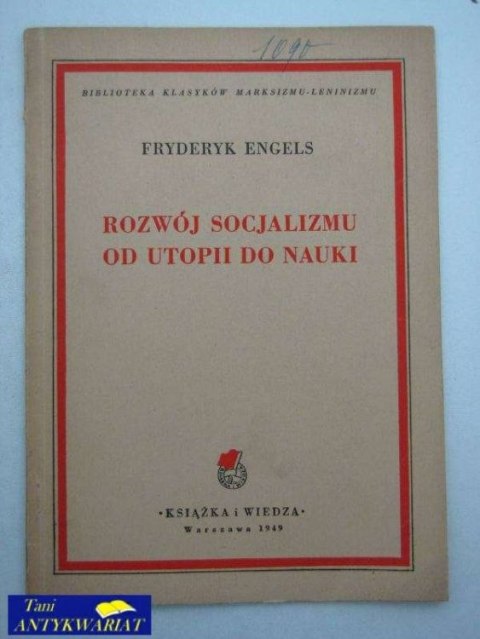 1090
BIBLIOTEKA KLASYKÓW MARKSIZMU-LENINIZMU
FRYDERYK ENGELS
ROZWÓJ SOCJALIZMU
OD UTOPII DO NAUKI
•KSIĄŻKA i WIEDZA•
Warszawa 1949
Tani
ANTYKWARIAT